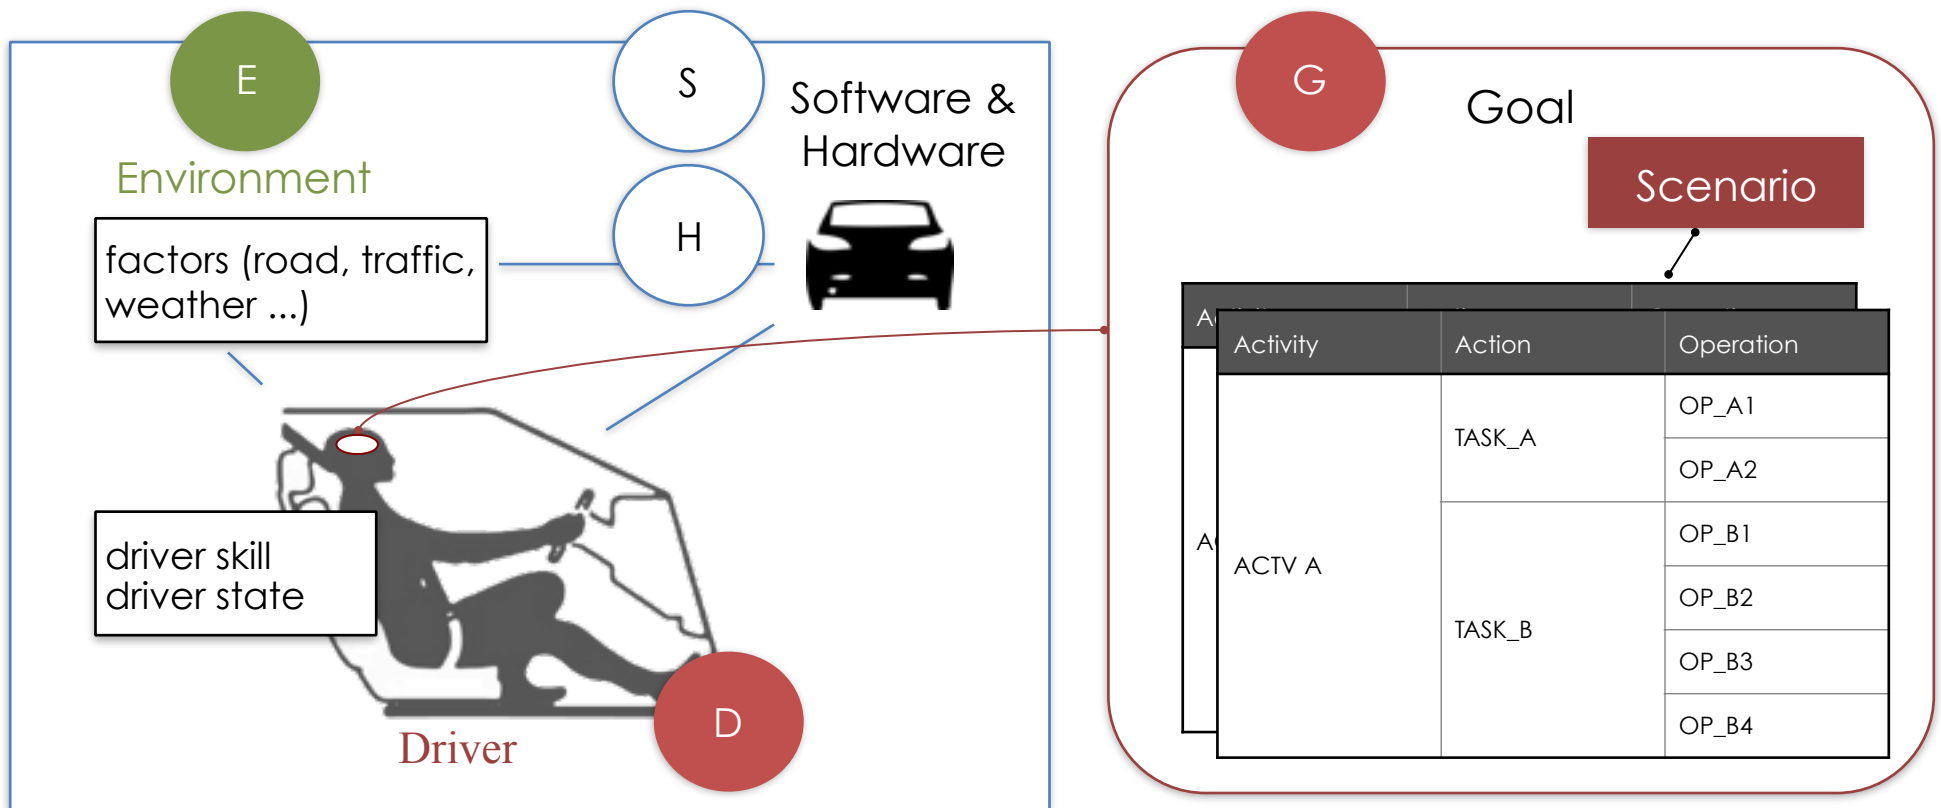 E
Environment
factors (road, traffic,
weather ...)
S
H
Software &
Hardware
driver skill
driver state
Driver
D
G
Goal
Scenario
Activity
Action
Operation
ACTV A
TASK_A
OP_A1
OP_A2
TASK_B
OP_B1
OP_B2
OP_B3
OP_B4